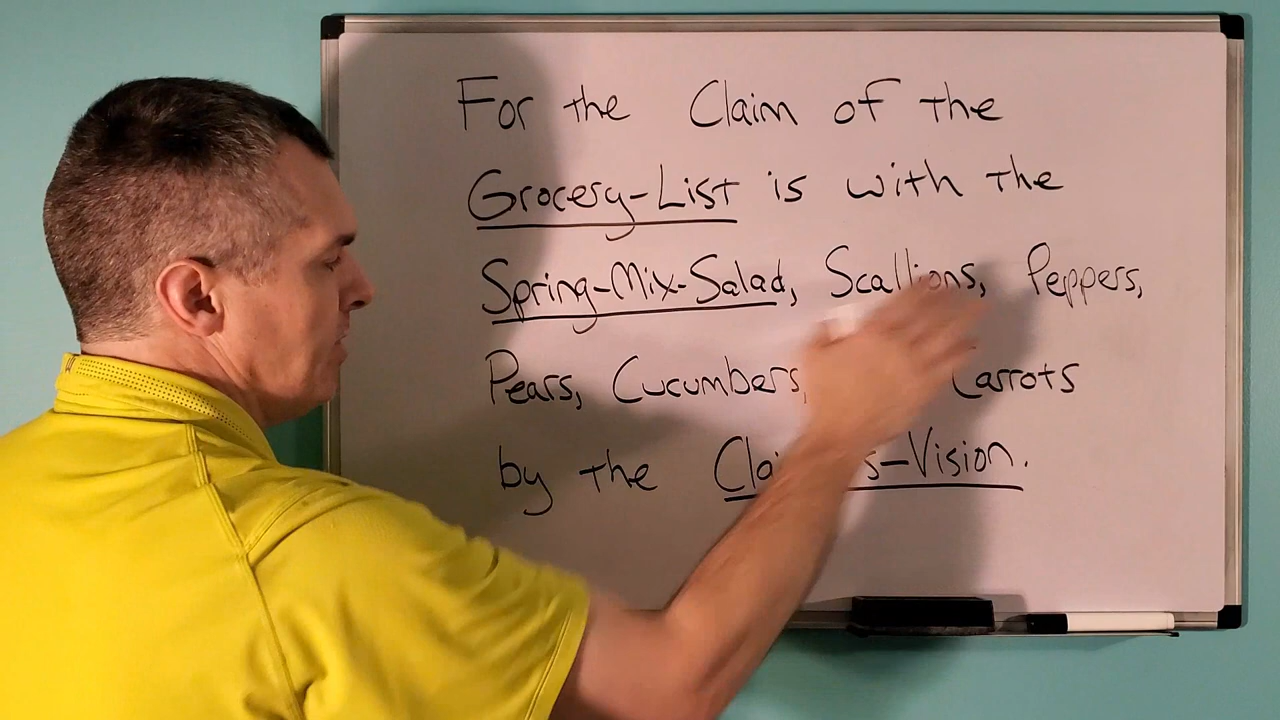 For the Claim of the
Grocery-List is with the
Spring-Mix-Salad, Scallions, Peppers,
Pears, Cucumbers, Carrots
by the